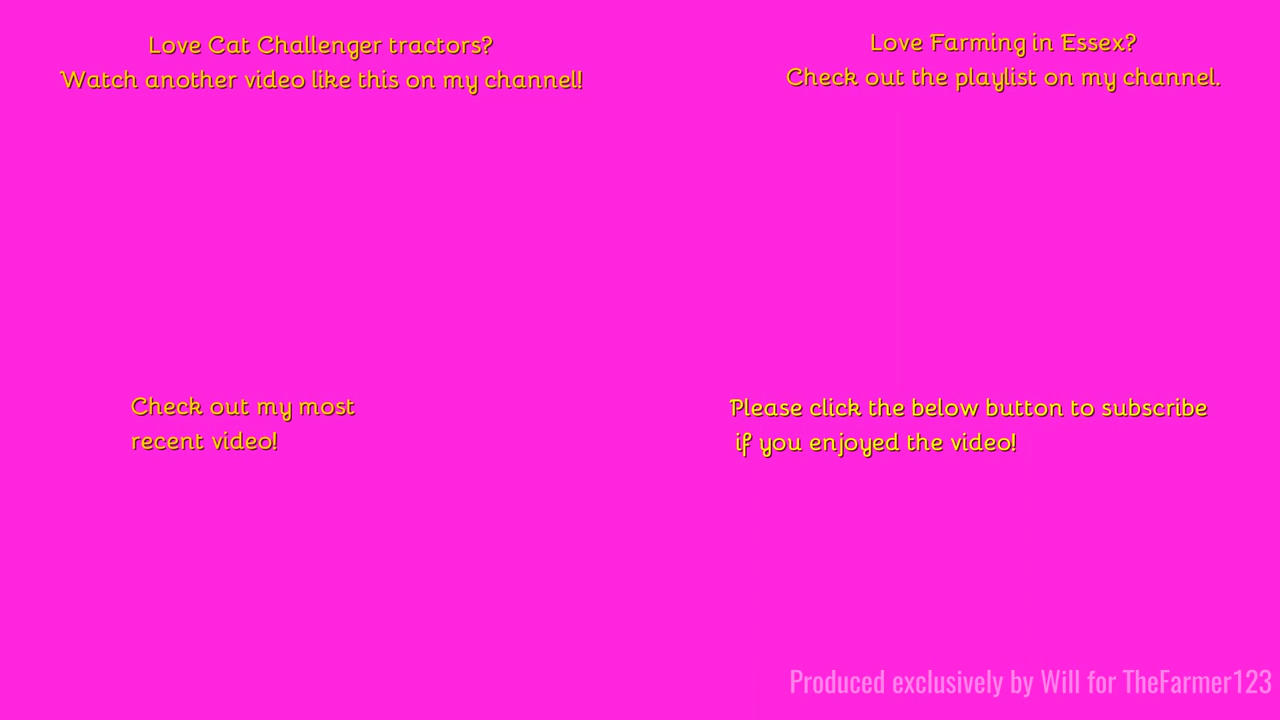 Love Cat Challenger tractors?
Watch another video like this on my channel!
Love Farming in Essex?
Check out the playlist on my channel.
Check out my most
recent video!
Please click the below button to subscribe
if you enjoyed the video!
Produced exclusively by Will for TheFarmer123